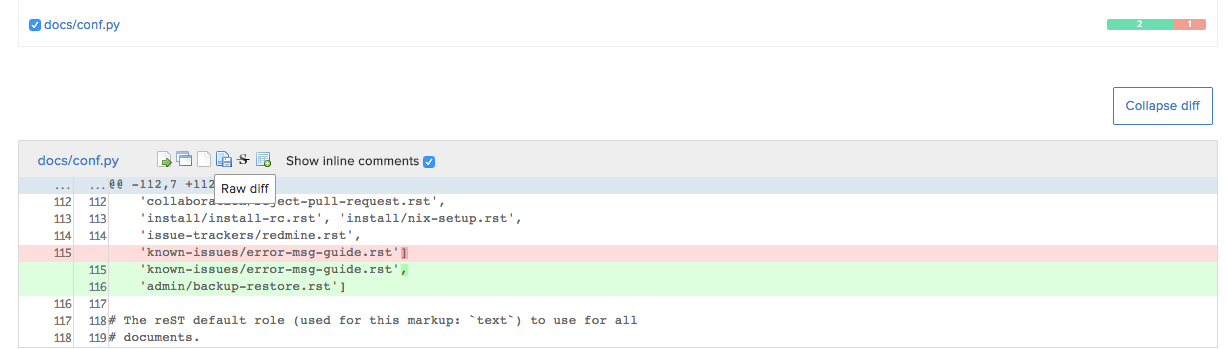 docs/conf.py 2 1
Collapse diff
docs/conf.py S Show inline comments
... ... @@ -112,7 +112
Raw diff
112 112 'collaboration/reject-pull-request.rst',
113 113 'install/install-rc.rst', 'install/nix-setup.rst',
114 114 'issue-trackers/redmine.rst',
115 'known-issues/error-msg-guide.rst']
115 'known-issues/error-msg-guide.rst',
116 'admin/backup-restore.rst']
116 117
117 118 # The reST default role (used for this markup: `text`) to use for all
118 119 # documents.